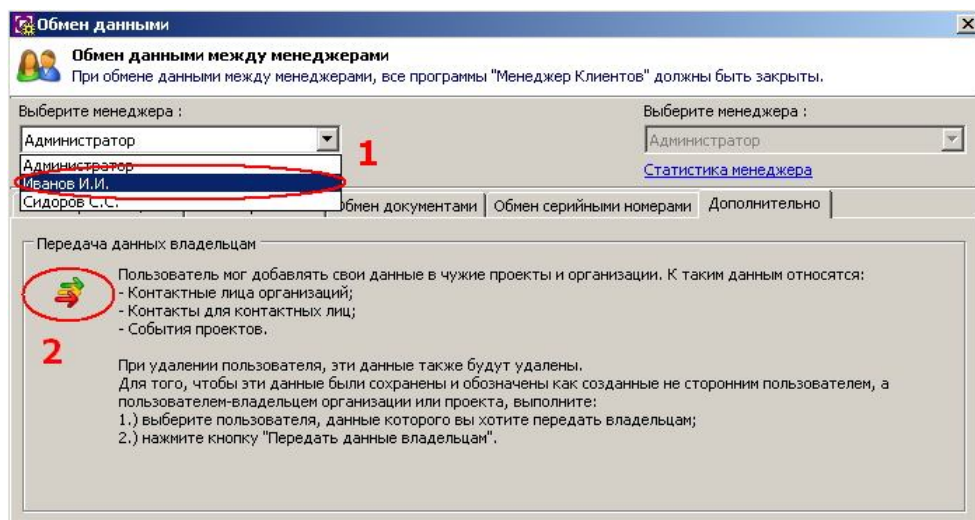 Обмен данными
Обмен данными между менеджерами
При обмене данными между менеджерами, все программы "Менеджер Клиентов" должны быть закрыты.
Выберите менеджера :
Выберите менеджера :
Администратор
Администратор
1
Администратор
Иванов И.И.
Сидоров С.С.
Статистика менеджера
Обмен документами
Обмен серийными номерами
Дополнительно
Передача данных владельцам
Пользователь мог добавлять свои данные в чужие проекты и организации. К таким данным относятся:
- Контактные лица организаций;
- Контакты для контактных лиц;
- События проектов.
2
При удалении пользователя, эти данные также будут удалены.
Для того, чтобы эти данные были сохранены и обозначены как созданные не сторонним пользователем, а
пользователем-владельцем организации или проекта, выполните:
1.) выберите пользователя, данные которого вы хотите передать владельцам;
2.) нажмите кнопку "Передать данные владельцам".